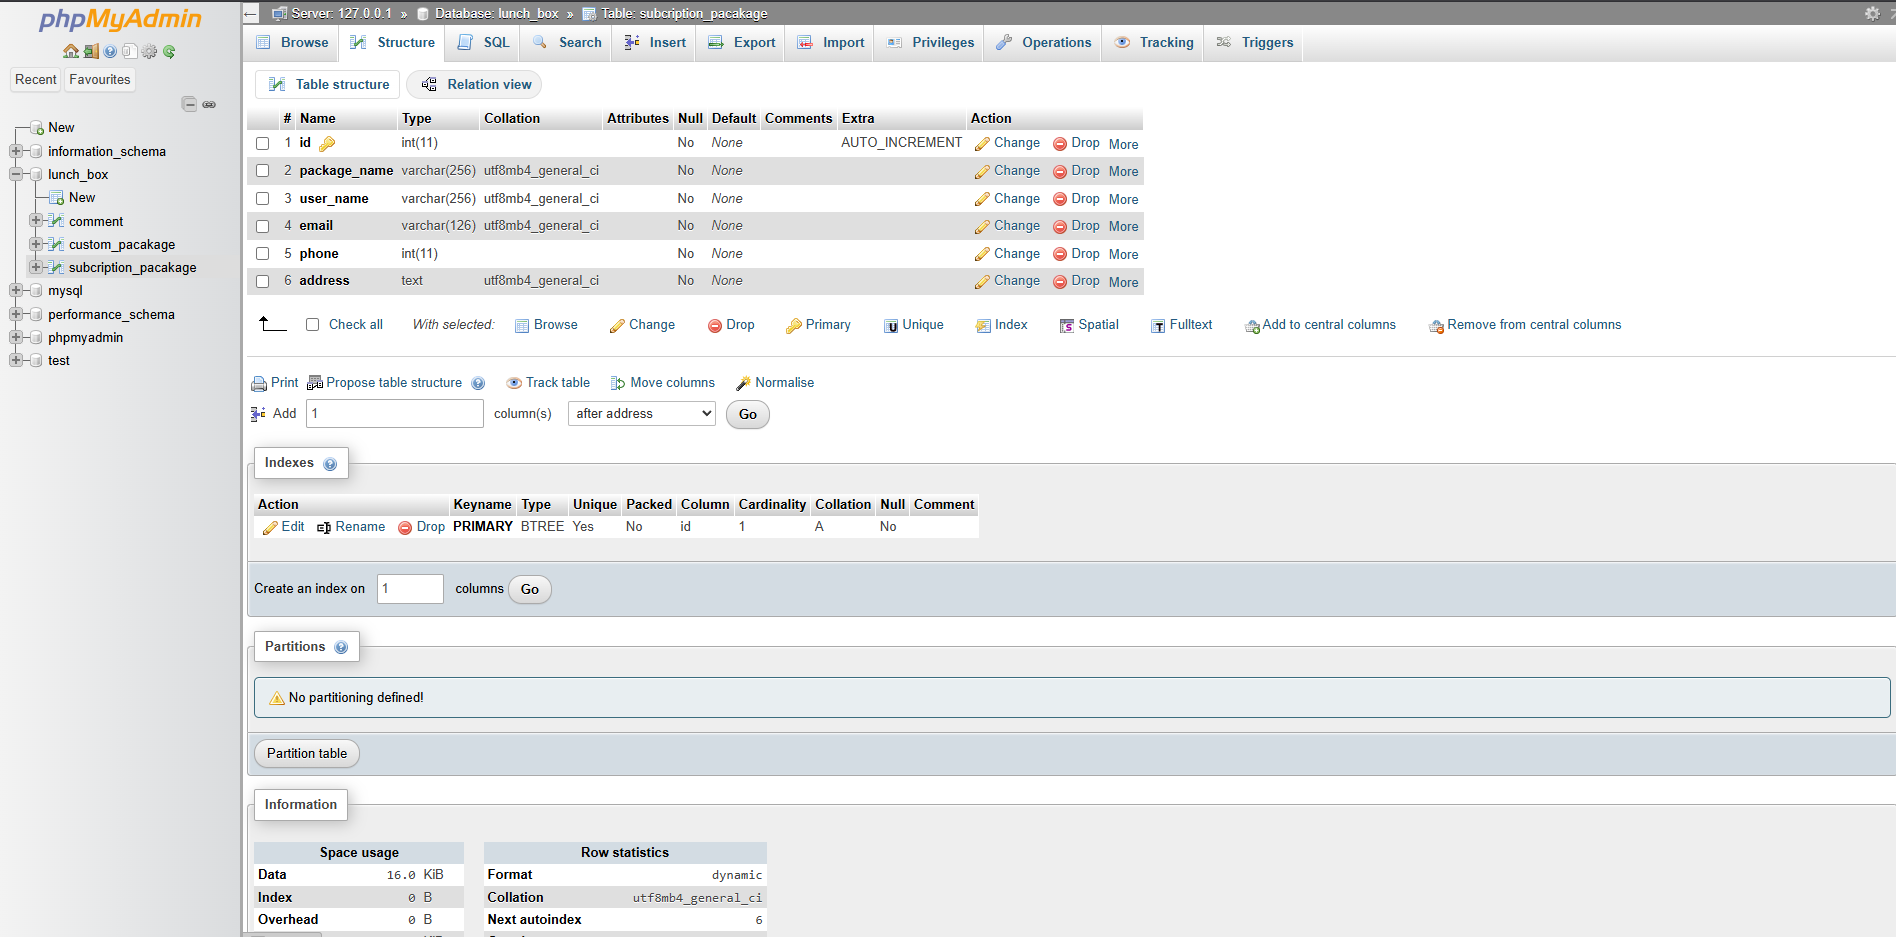 phpMyAdmin
Recent Favourites
New
information_schema
lunch_box
New
comment
custom_pacakage
subcription_pacakage
mysql
performance_schema
phpmyadmin
test
Server: 127.0.0.1 » Database: lunch_box » Table: subcription_pacakage
Browse Structure SQL Search Insert Export Import Privileges Operations Tracking Triggers
Table structure Relation view
# Name Type Collation Attributes Null Default Comments Extra Action
1 id int(11) No None AUTO_INCREMENT Change Drop More
2 package_name varchar(256) utf8mb4_general_ci No None Change Drop More
3 user_name varchar(256) utf8mb4_general_ci No None Change Drop More
4 email varchar(126) utf8mb4_general_ci No None Change Drop More
5 phone int(11) No None Change Drop More
6 address text utf8mb4_general_ci No None Change Drop More
Check all With selected: Browse Change Drop Primary Unique Index Spatial Fulltext Add to central columns Remove from central columns
Print Propose table structure Track table Move columns Normalise
Add 1 column(s) after address Go
Indexes
Action Keyname Type Unique Packed Column Cardinality Collation Null Comment
Edit Rename Drop PRIMARY BTREE Yes No id 1 A No
Create an index on 1 columns Go
Partitions
No partitioning defined!
Partition table
Information
Space usage
Data 16.0 KiB
Index 0 B
Overhead 0 B
Row statistics
Format dynamic
Collation utf8mb4_general_ci
Next autoindex 6